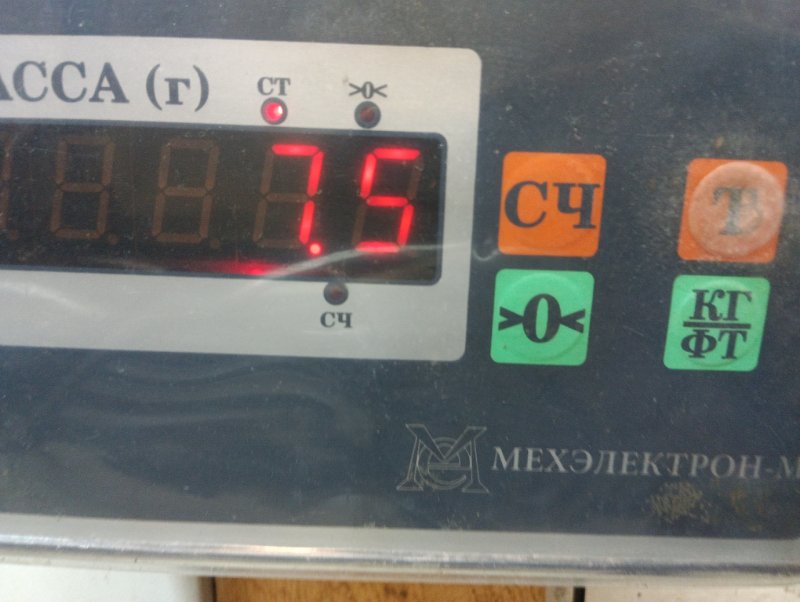 АССА (г)
СТ
>0<
7.5
СЧ
Т
СЧ
>0<
КГ
ФТ
МЕХЭЛЕКТРОН-М